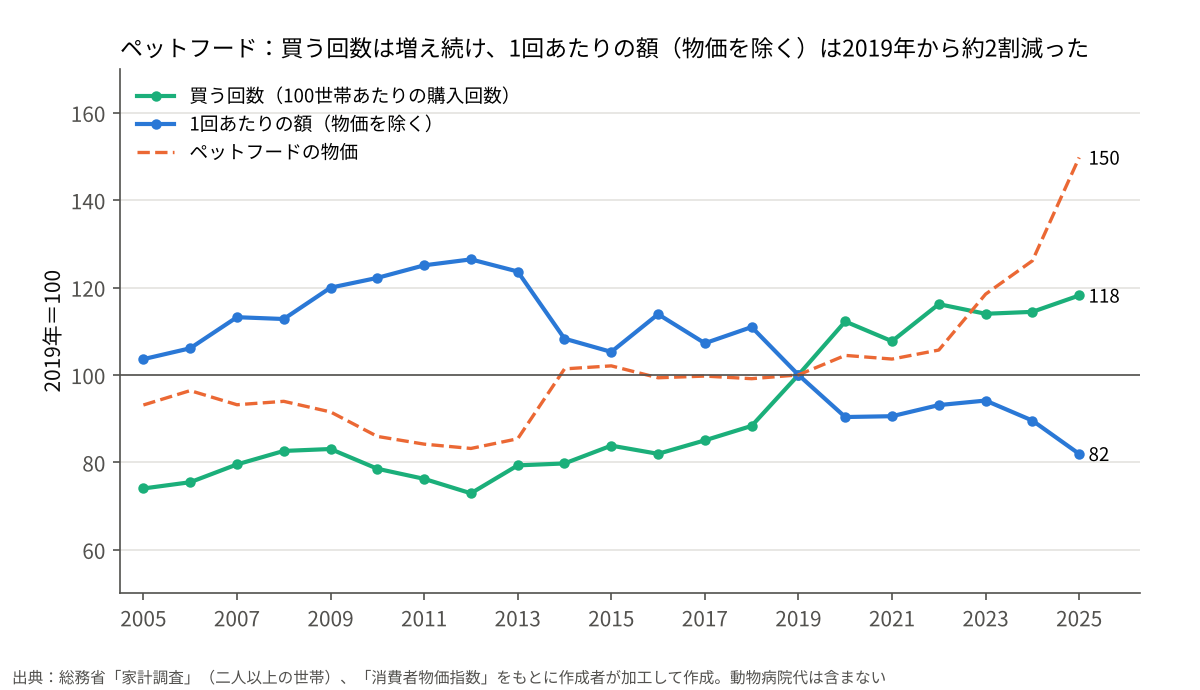 ペットフード：買う回数は増え続け、1回あたりの額（物価を除く）は2019年から約2割減った
買う回数（100世帯あたりの購入回数）
1回あたりの額（物価を除く）
ペットフードの物価
2019年＝100
160
140
120
100
80
60
150
118
82
2005 2007 2009 2011 2013 2015 2017 2019 2021 2023 2025
出典：総務省「家計調査」（二人以上の世帯）、「消費者物価指数」をもとに作成者が加工して作成。動物病院代は含まない